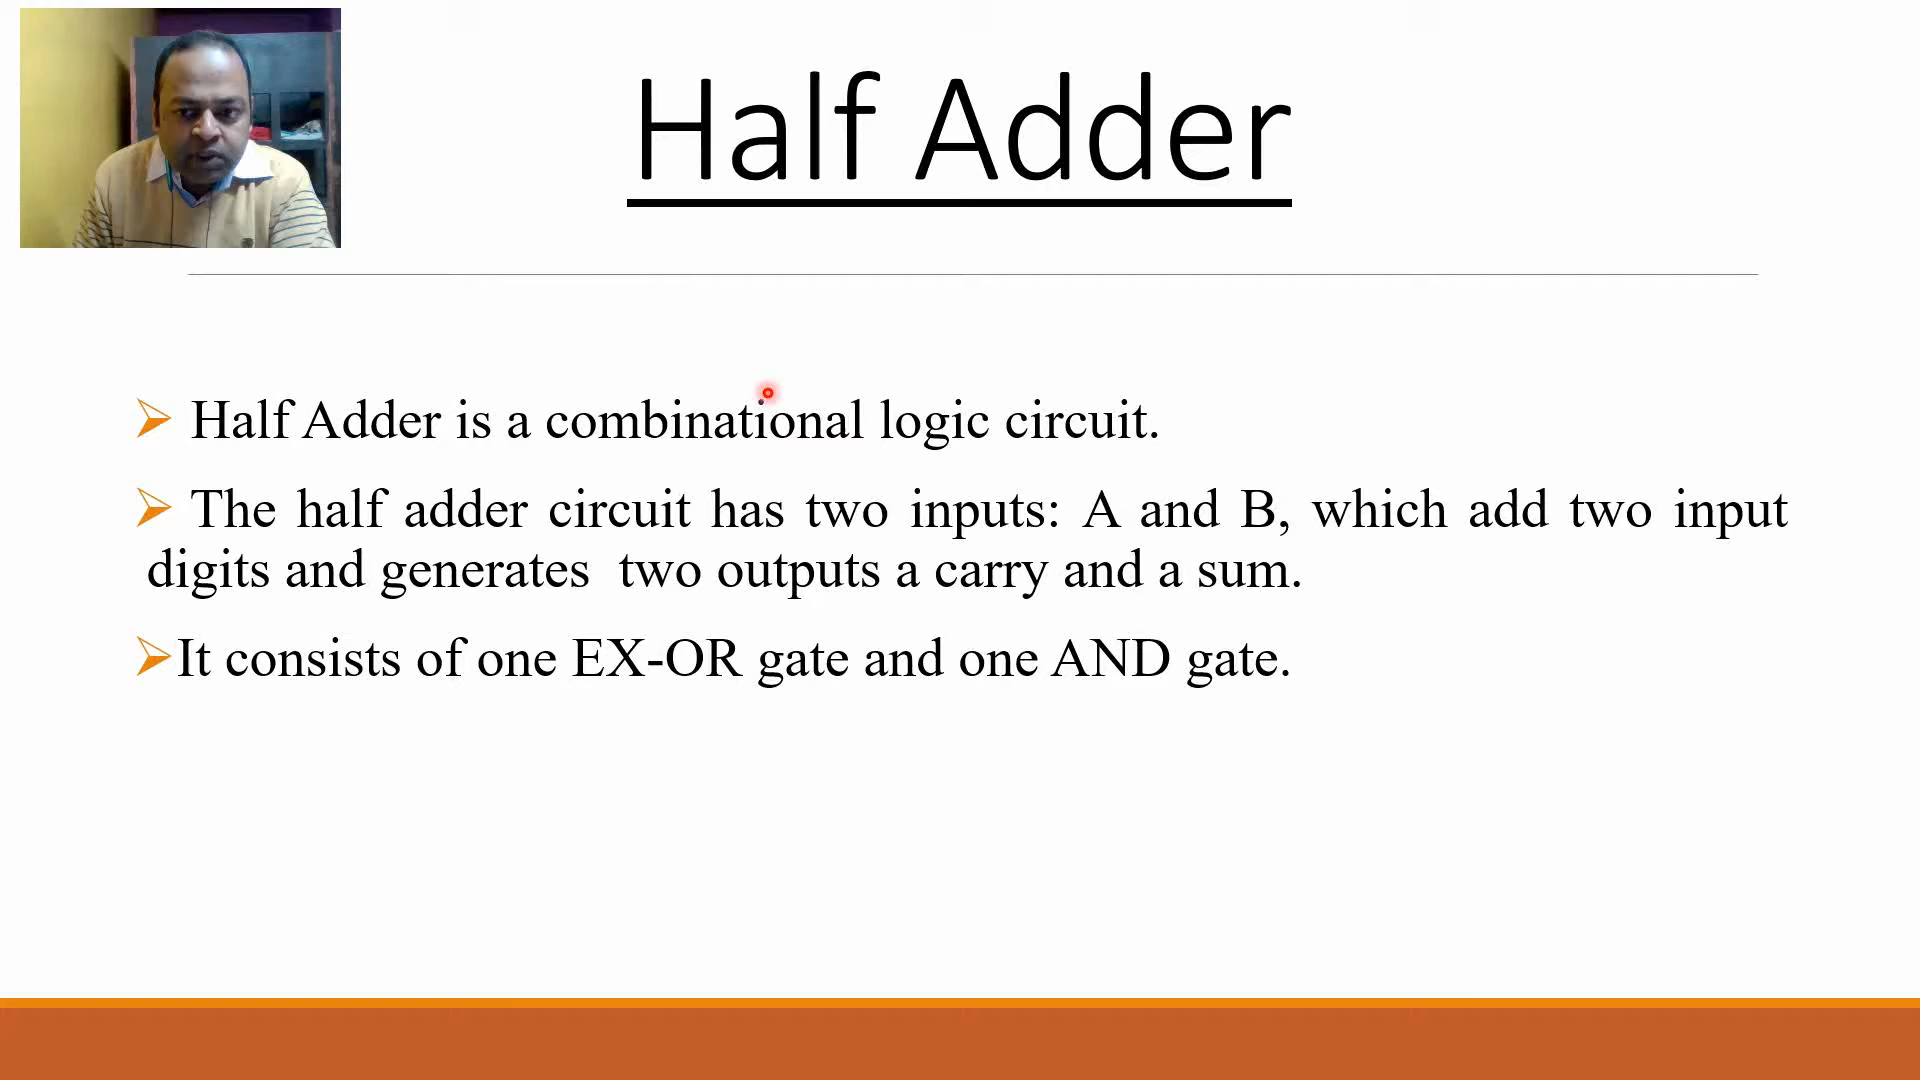 Half Adder
Half Adder is a combinational logic circuit.
The half adder circuit has two inputs: A and B, which add two input
digits and generates two outputs a carry and a sum.
It consists of one EX-OR gate and one AND gate.